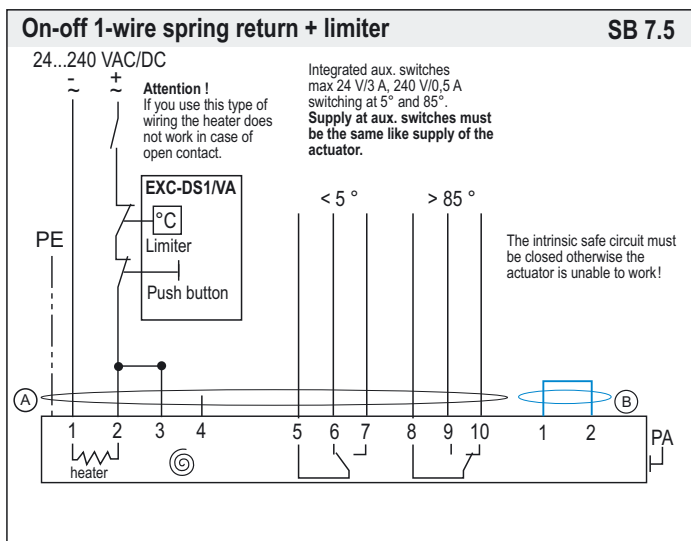 On-off 1-wire spring return + limiter
SB 7.5
24...240 VAC/DC
- +
~ ~
Attention !
If you use this type of
wiring the heater does
not work in case of
open contact.
Integrated aux. switches
max 24 V/3 A, 240 V/0,5 A
switching at 5° and 85°.
Supply at aux. switches must
be the same like supply of the
actuator.
EXC-DS1/VA
°C
Limiter
Push button
PE
< 5 °
> 85 °
The intrinsic safe circuit must
be closed otherwise the
actuator is unable to work!
A
B
1 2 3 4 5 6 7 8 9 10 1 2
PA
heater